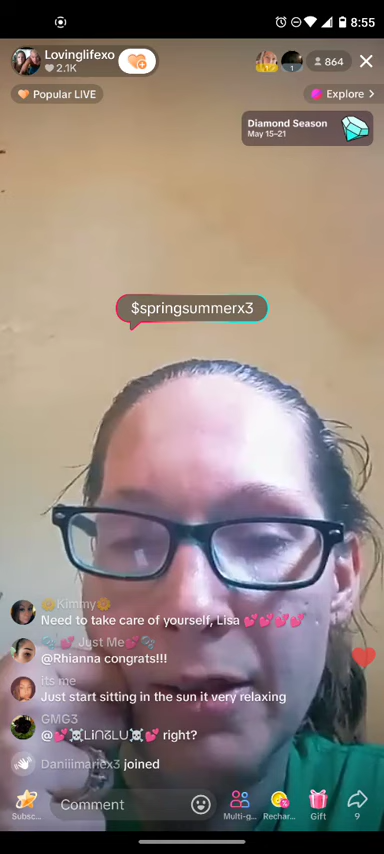 8:55
Lovinglifexo
2.1K
1
864
Popular LIVE
Explore
Diamond Season
May 15–21
$springsummerx3
🌼Kimmy🌼
Need to take care of yourself, Lisa 💕💕💕💕
🫧💕 Just Me💕🫧
@Rhianna congrats!!!
its me
Just start sitting in the sun it very relaxing
GMG3
@💕☠️LiᑎᘔLU☠️💕 right?
Daniiimariex3 joined
Comment
Subsc...
Multi-g...
Rechar...
Gift
9